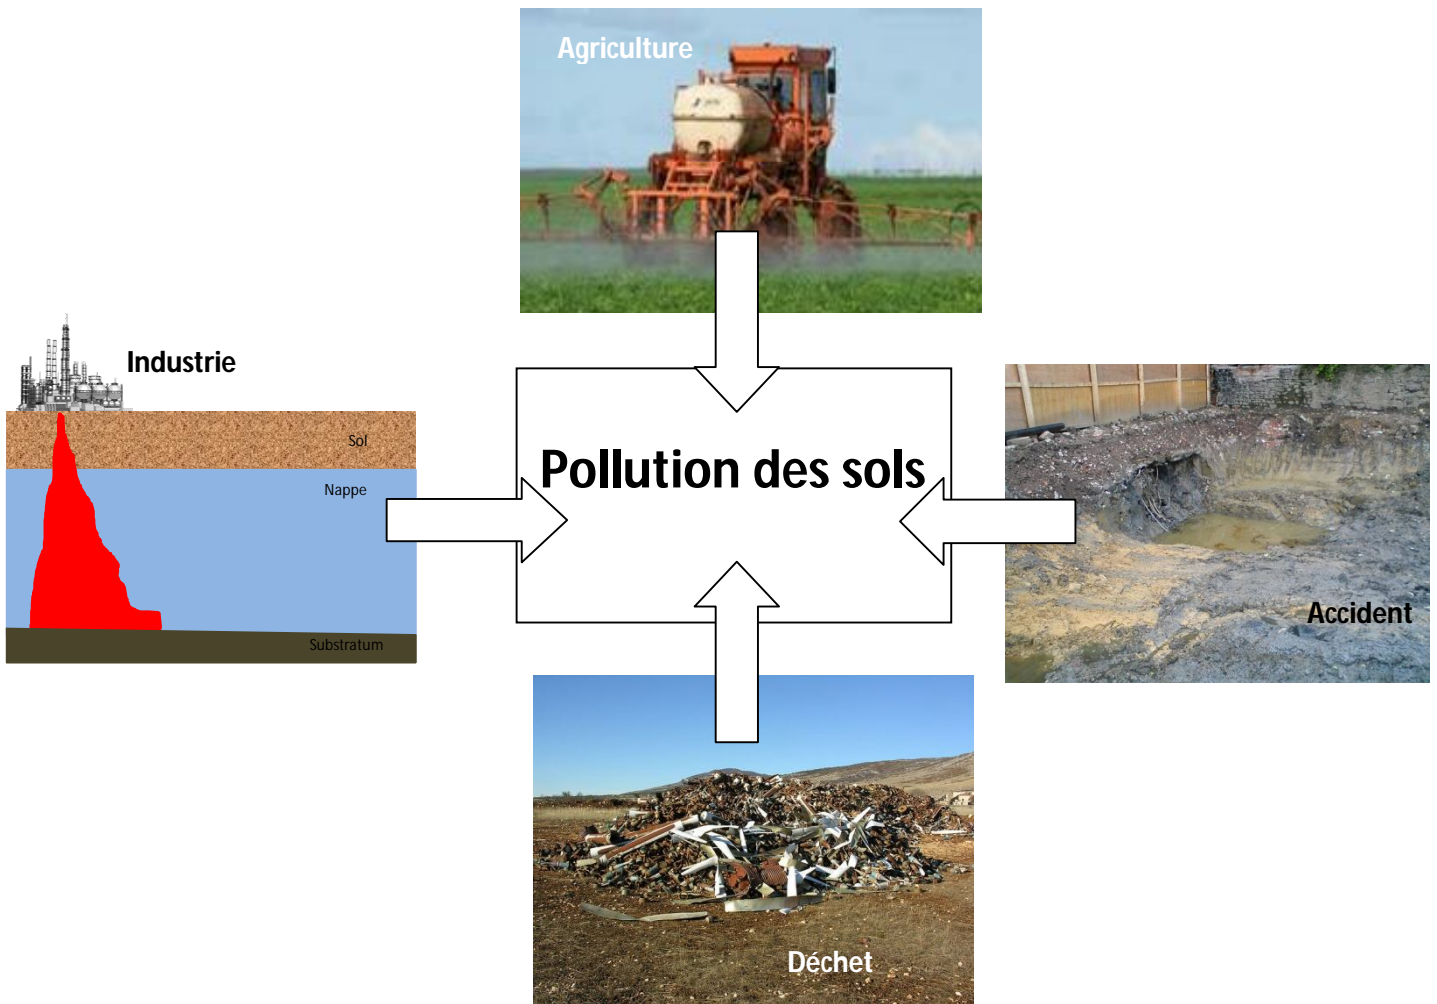 Agriculture
Industrie
Sol
Nappe
Substratum
Pollution des sols
Accident
Déchet